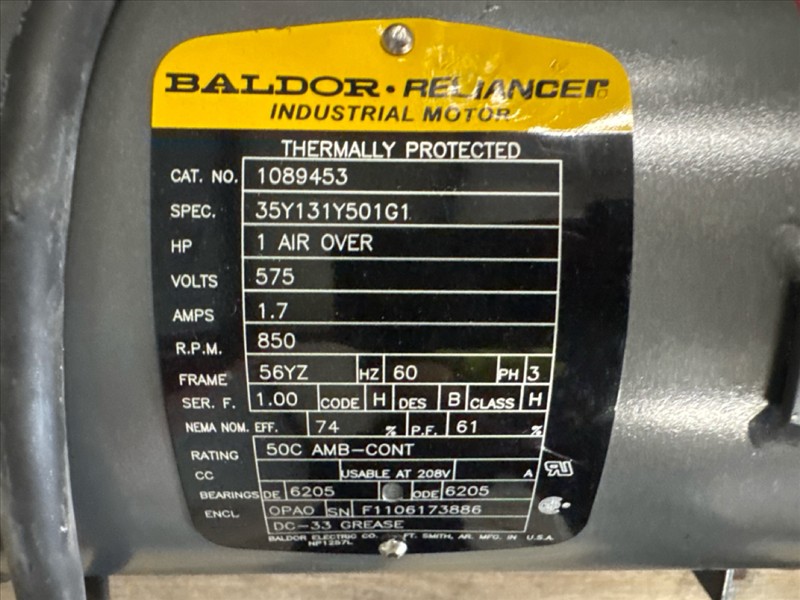 BALDOR • RELIANCER
INDUSTRIAL MOTOR
THERMALLY PROTECTED
CAT. NO. 1089453
SPEC. 35Y131Y501G1
HP 1 AIR OVER
VOLTS 575
AMPS 1.7
R.P.M. 850
FRAME 56YZ HZ 60 PH 3
SER. F. 1.00 CODE H DES B CLASS H
NEMA NOM. EFF. 74 % P.F. 61 %
RATING 50C AMB-CONT
CC USABLE AT 208V A
BEARINGS DE 6205 ODE 6205
ENCL OPAO SN F1106173886
DC-33 GREASE
BALDOR ELECTRIC CO. FT. SMITH, AR. MFG. IN U.S.A.